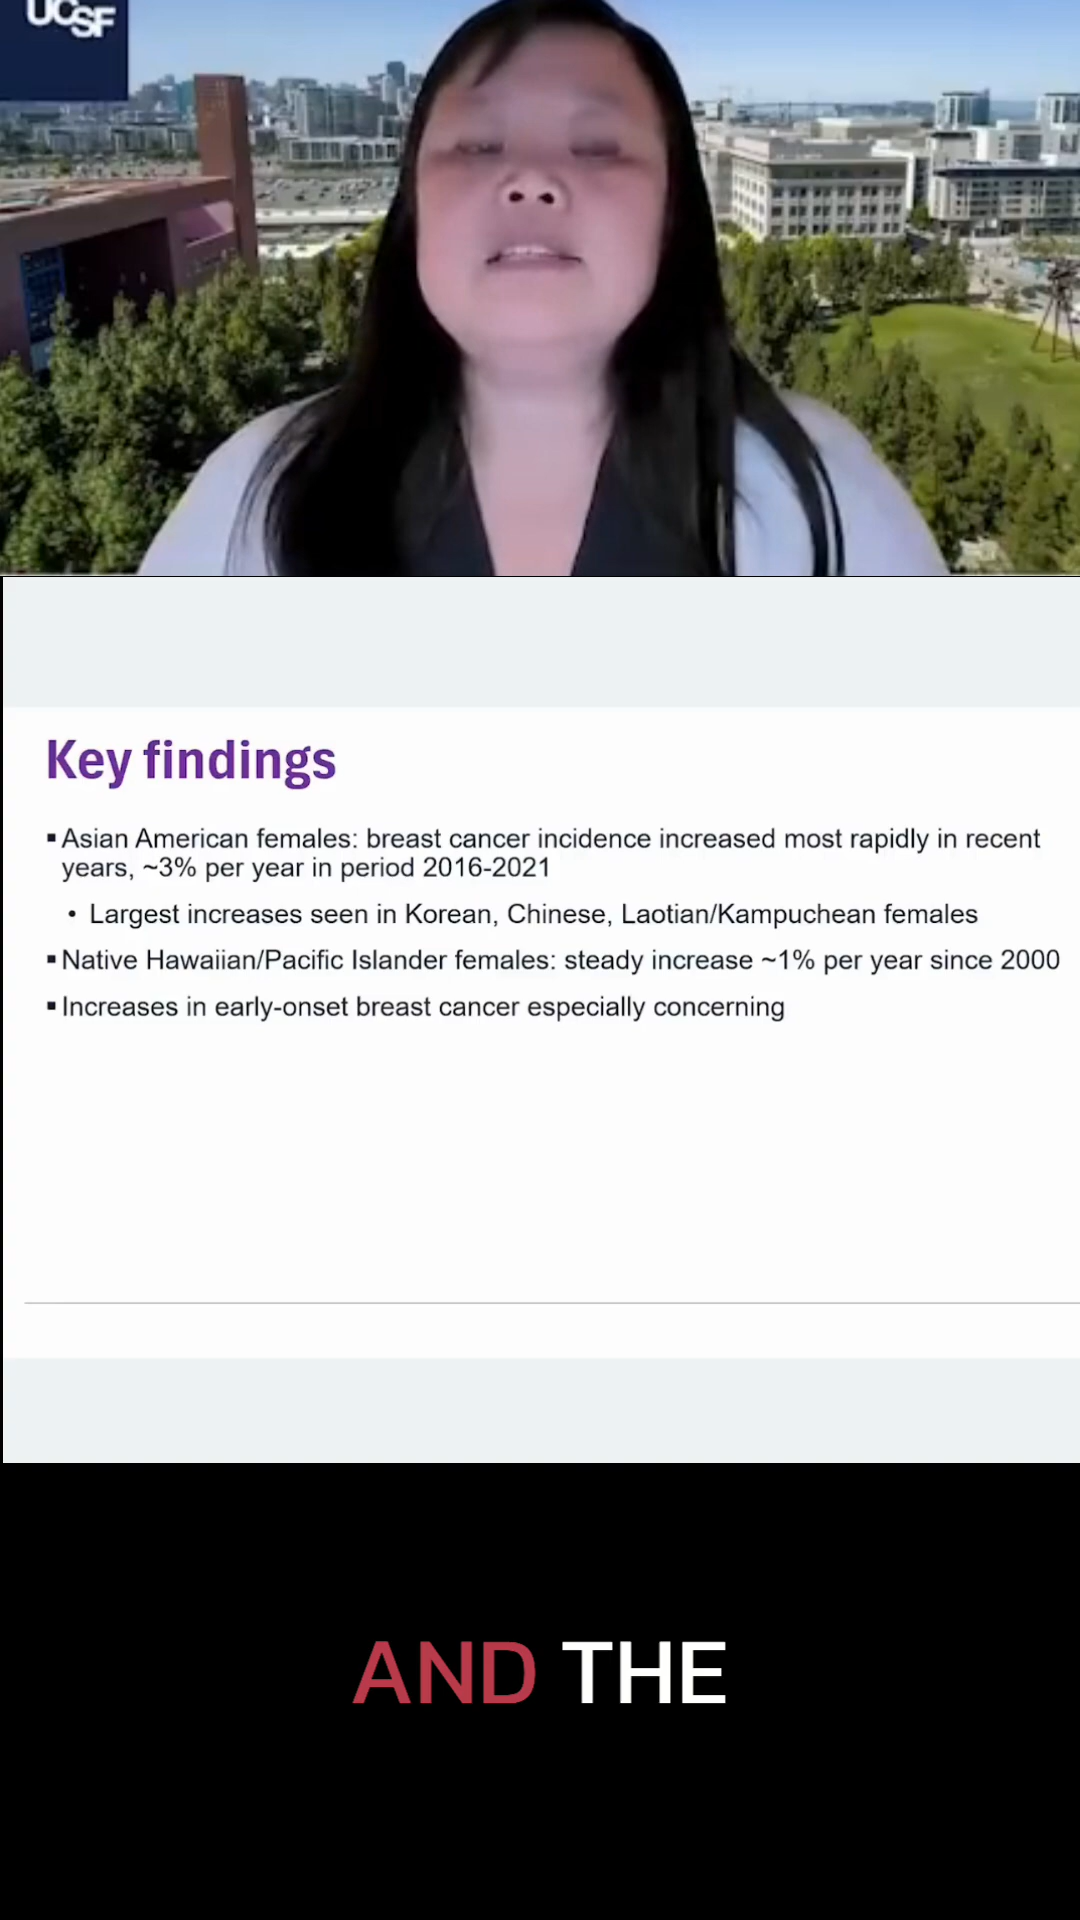 UCSF
Key findings
▪ Asian American females: breast cancer incidence increased most rapidly in recent
years, ~3% per year in period 2016-2021
• Largest increases seen in Korean, Chinese, Laotian/Kampuchean females
▪ Native Hawaiian/Pacific Islander females: steady increase ~1% per year since 2000
▪ Increases in early-onset breast cancer especially concerning
AND THE